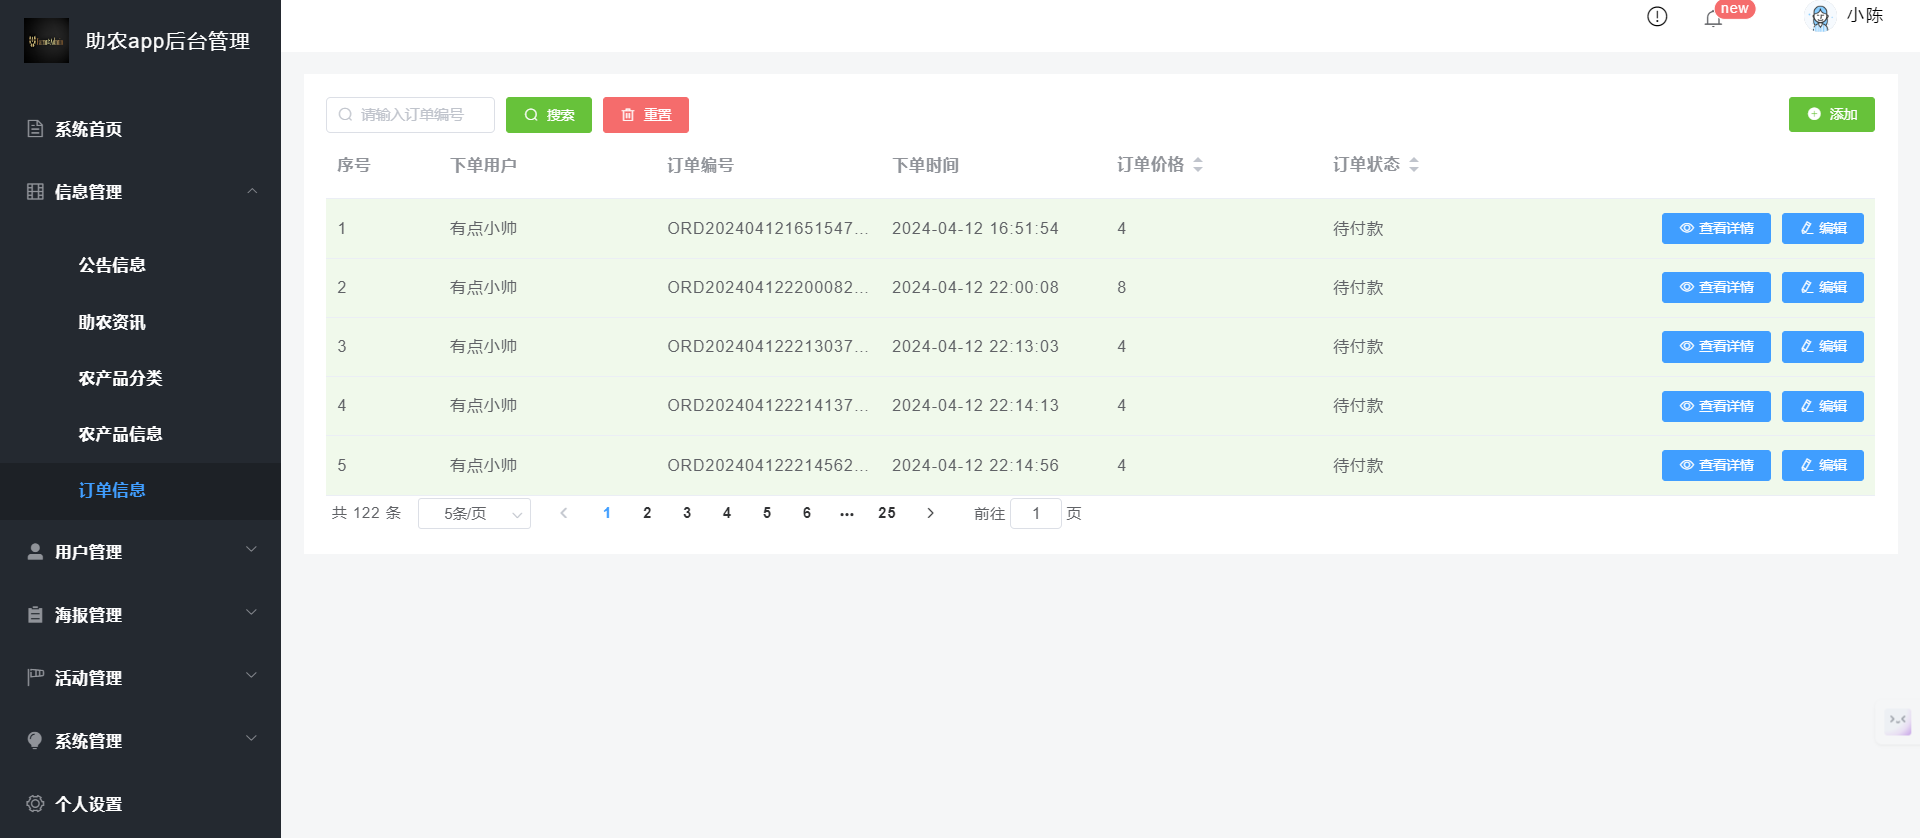 助农app后台管理
系统首页
信息管理
公告信息
助农资讯
农产品分类
农产品信息
订单信息
用户管理
海报管理
活动管理
系统管理
个人设置
new
小陈
请输入订单编号 搜索 重置 添加
序号 下单用户 订单编号 下单时间 订单价格 订单状态
1 有点小帅 ORD202404121651547... 2024-04-12 16:51:54 4 待付款 查看详情 编辑
2 有点小帅 ORD202404122200082... 2024-04-12 22:00:08 8 待付款 查看详情 编辑
3 有点小帅 ORD202404122213037... 2024-04-12 22:13:03 4 待付款 查看详情 编辑
4 有点小帅 ORD202404122214137... 2024-04-12 22:14:13 4 待付款 查看详情 编辑
5 有点小帅 ORD202404122214562... 2024-04-12 22:14:56 4 待付款 查看详情 编辑
共 122 条 5条/页 1 2 3 4 5 6 ... 25 前往 1 页